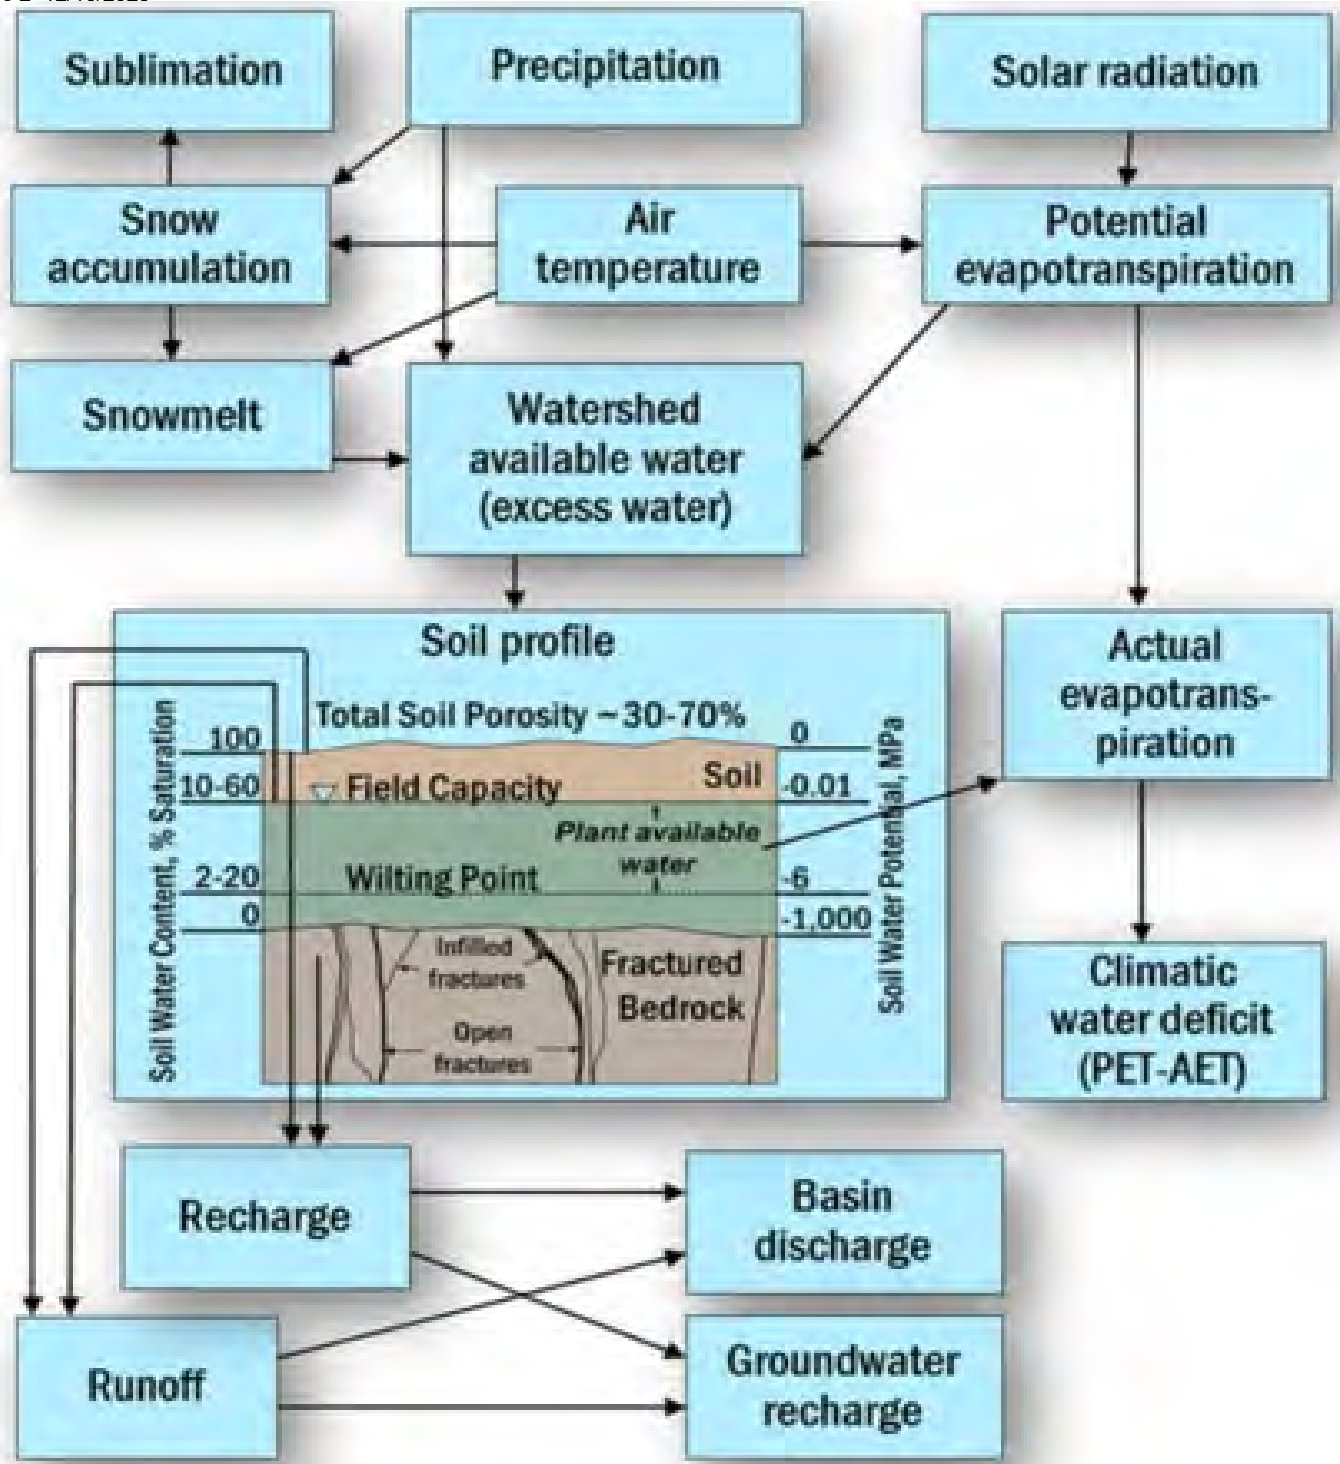 Sublimation
Precipitation
Solar radiation
Snow
accumulation
Air
temperature
Potential
evapotranspiration
Snowmelt
Watershed
available water
(excess water)
Soil profile
Total Soil Porosity ~30-70%
Soil Water Content, % Saturation
100
10-60
2-20
0
Field Capacity
Soil
Plant available
water
Wilting Point
0
-0.01
-6
-1,000
Soil Water Potential, MPa
Infilled
fractures
Open
fractures
Fractured
Bedrock
Actual
evapotrans-
piration
Climatic
water deficit
(PET-AET)
Recharge
Basin
discharge
Runoff
Groundwater
recharge